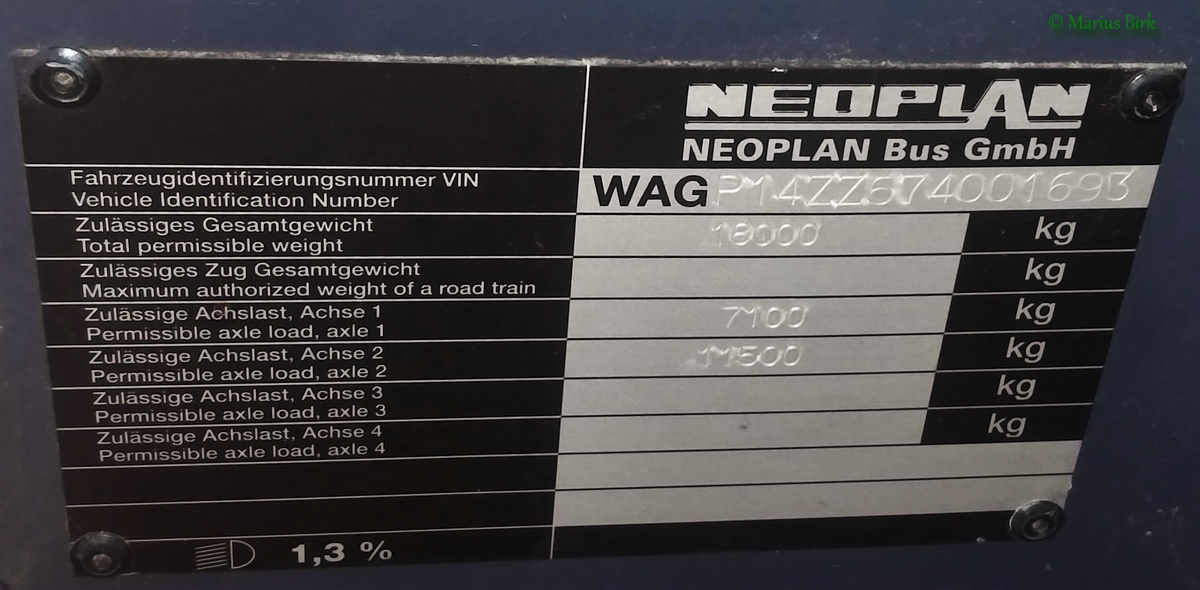 © Marius Birk
NEOPLAN
NEOPLAN Bus GmbH
Fahrzeugidentifizierungsnummer VIN
Vehicle Identification Number
WAGP14ZZ674001693
Zulässiges Gesamtgewicht
Total permissible weight
18000 kg
Zulässiges Zug Gesamtgewicht
Maximum authorized weight of a road train
kg
Zulässige Achslast, Achse 1
Permissible axle load, axle 1
7100 kg
Zulässige Achslast, Achse 2
Permissible axle load, axle 2
11500 kg
Zulässige Achslast, Achse 3
Permissible axle load, axle 3
kg
Zulässige Achslast, Achse 4
Permissible axle load, axle 4
kg
1,3 %